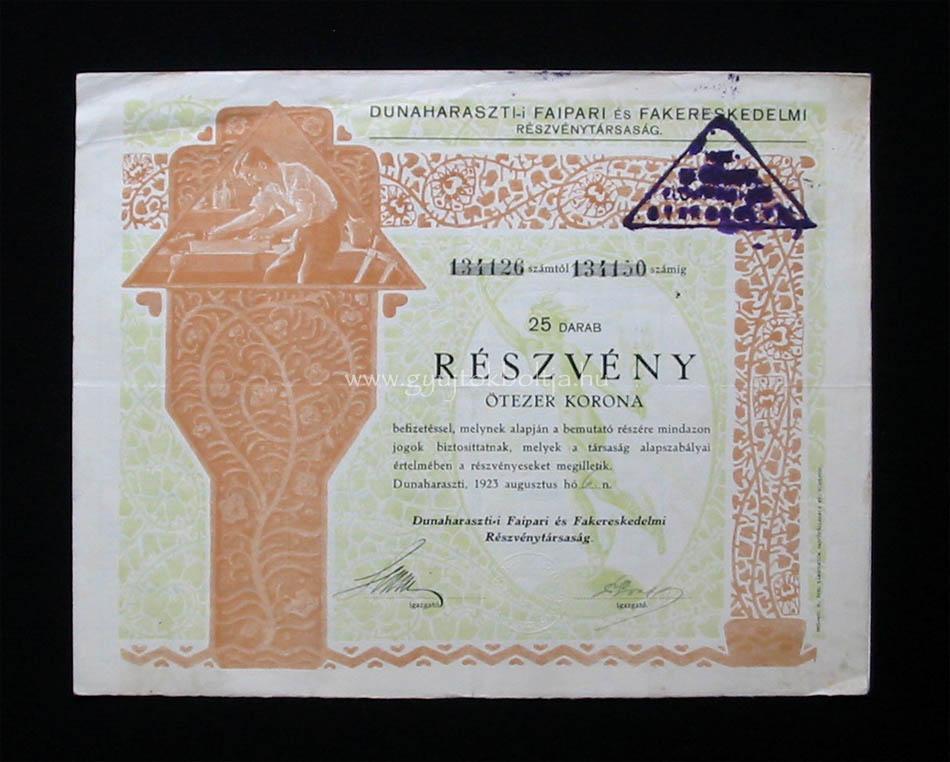 DUNAHARASZTI-i FAIPARI ÉS FAKERESKEDELMI
RÉSZVÉNYTÁRSASÁG.
134126 számtól 134150 számig
25 DARAB
RÉSZVÉNY
www.gyujtokboltja.hu
ÖTEZER KORONA
befizetéssel, melynek alapján a bemutató részére mindazon
jogok biztosittatnak, melyek a társaság alapszabályai
értelmében a részvényeseket megilletik.
Dunaharaszti, 1923 augusztus hó 6 n.
Dunaharaszti-i Faipari és Fakereskedelmi
Részvénytársaság.
igazgató. igazgató.